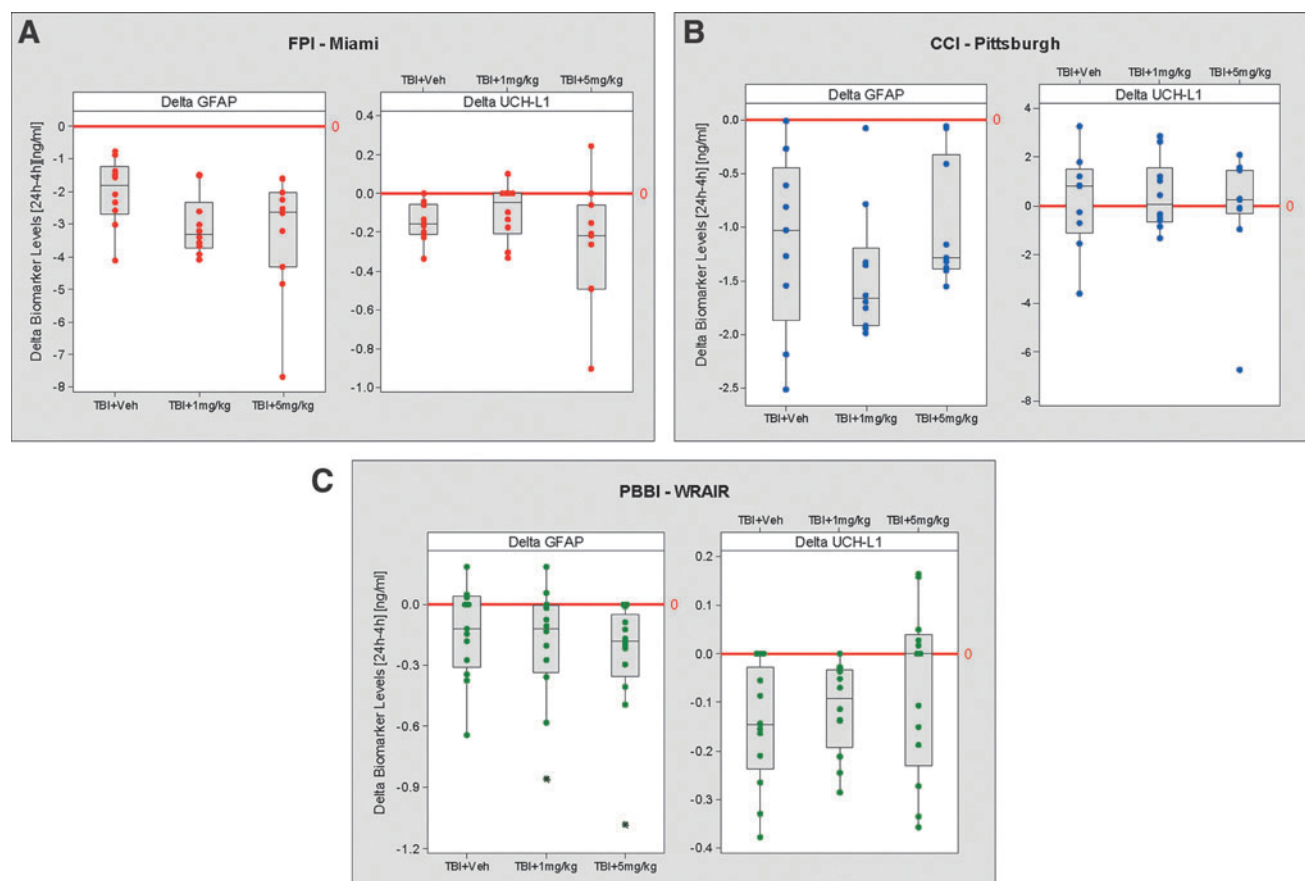 A
FPI - Miami
TBI+Veh TBI+1mg/kg TBI+5mg/kg
Delta GFAP
Delta UCH-L1
Delta Biomarker Levels [24h-4h][ng/ml]
0
-1
-2
-3
-4
-5
-6
-7
-8
0
0.4
0.2
0.0
-0.2
-0.4
-0.6
-0.8
-1.0
0
TBI+Veh TBI+1mg/kg TBI+5mg/kg
B
CCI - Pittsburgh
TBI+Veh TBI+1mg/kg TBI+5mg/kg
Delta GFAP
Delta UCH-L1
Delta Biomarker Levels [24h-4h] [ng/ml]
0.0
-0.5
-1.0
-1.5
-2.0
-2.5
0
4
2
0
-2
-4
-6
-8
0
TBI+Veh TBI+1mg/kg TBI+5mg/kg
C
PBBI - WRAIR
TBI+Veh TBI+1mg/kg TBI+5mg/kg
Delta GFAP
Delta UCH-L1
Delta Biomarker Levels [24h-4h] [ng/ml]
0.0
-0.3
-0.6
-0.9
-1.2
0
0.2
0.1
0.0
-0.1
-0.2
-0.3
-0.4
0
TBI+Veh TBI+1mg/kg TBI+5mg/kg